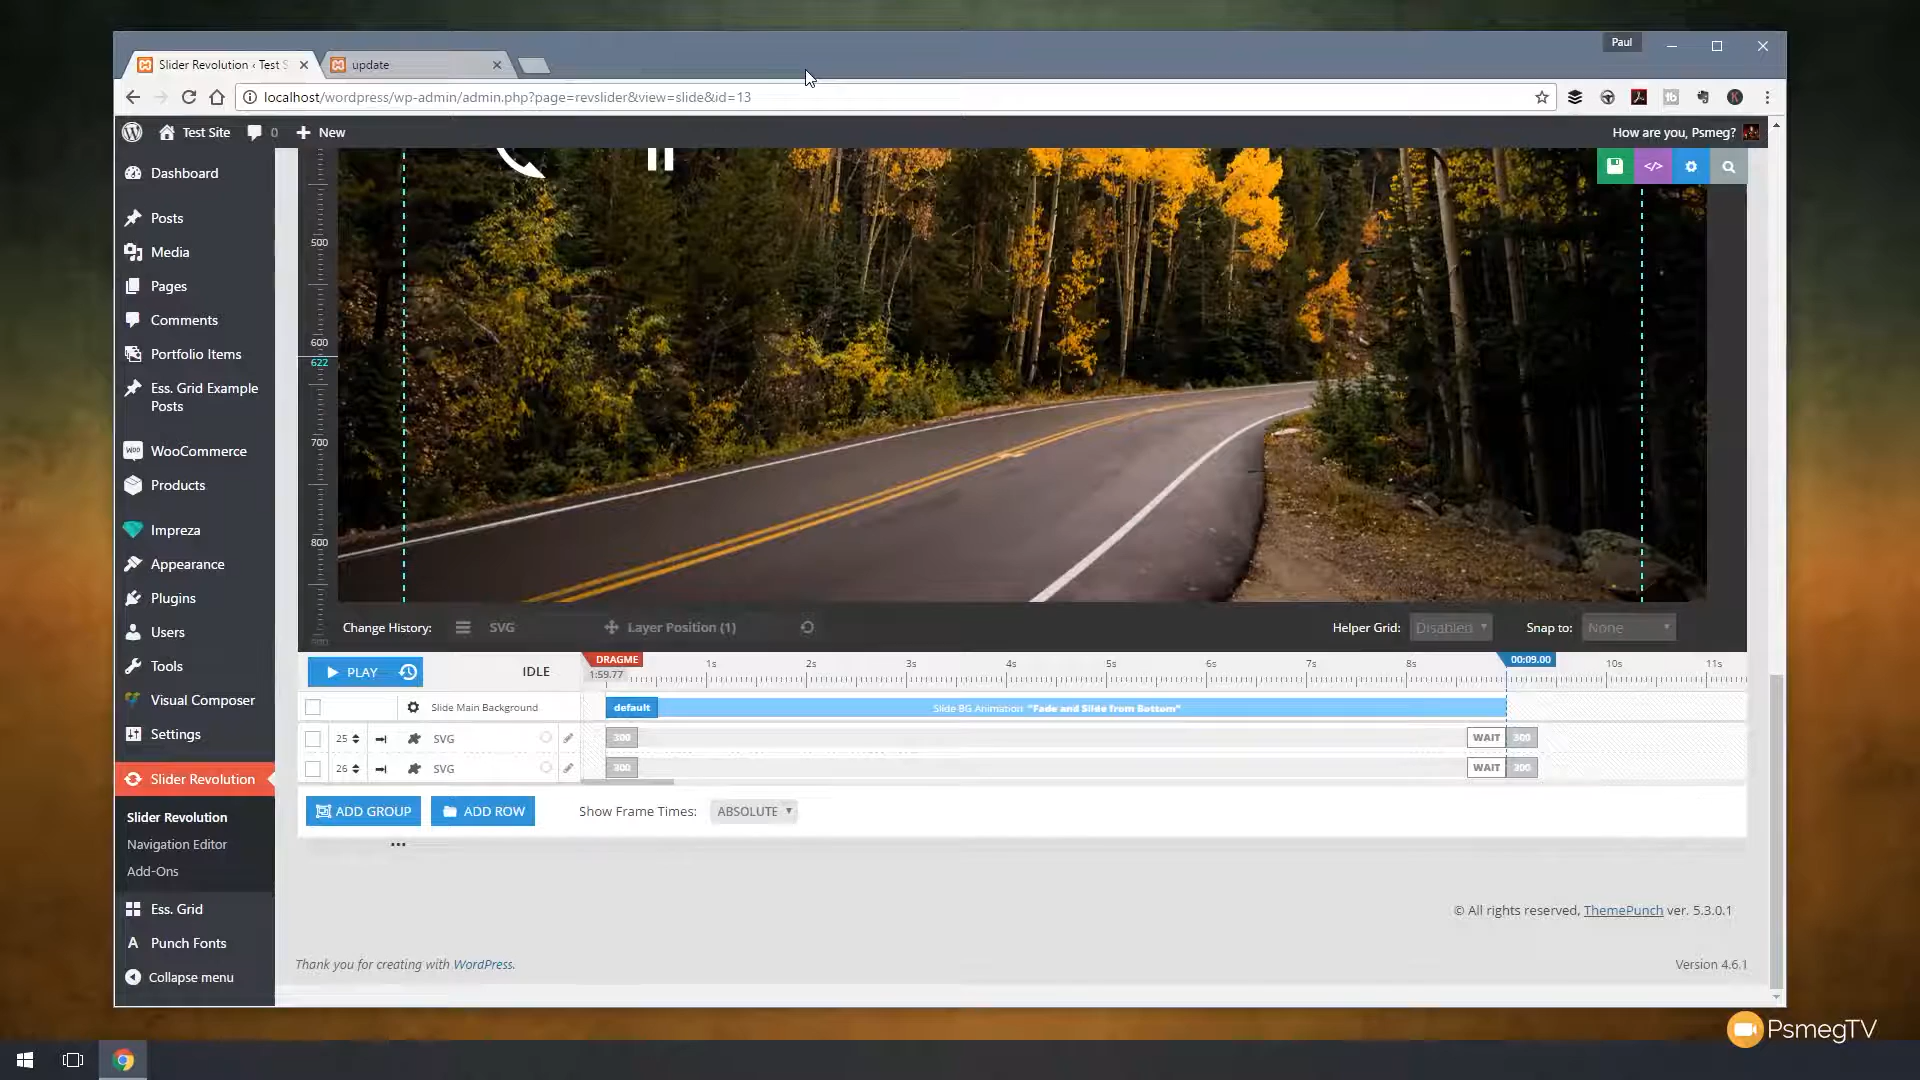 Paul
Slider Revolution ‹ Test S
update
localhost/wordpress/wp-admin/admin.php?page=revslider&view=slide&id=13
Test Site
0
New
How are you, Psmeg?
Dashboard
Posts
Media
Pages
Comments
Portfolio Items
Ess. Grid Example
Posts
WooCommerce
Products
Impreza
Appearance
Plugins
Users
Tools
Visual Composer
Settings
Slider Revolution
Slider Revolution
Navigation Editor
Add-Ons
Ess. Grid
Punch Fonts
Collapse menu
</>
500
600
622
700
800
Change History:
SVG
Layer Position (1)
Helper Grid:
Disabled
Snap to:
None
PLAY
IDLE
DRAGME
1:59.77
1s
2s
3s
4s
5s
6s
7s
8s
00:09.00
10s
11s
Slide Main Background
default
Slide BG Animation "Fade and Slide from Bottom"
25
SVG
300
WAIT
300
26
SVG
300
WAIT
300
ADD GROUP
ADD ROW
Show Frame Times:
ABSOLUTE
© All rights reserved, ThemePunch ver. 5.3.0.1
Thank you for creating with WordPress.
Version 4.6.1
PsmegTV